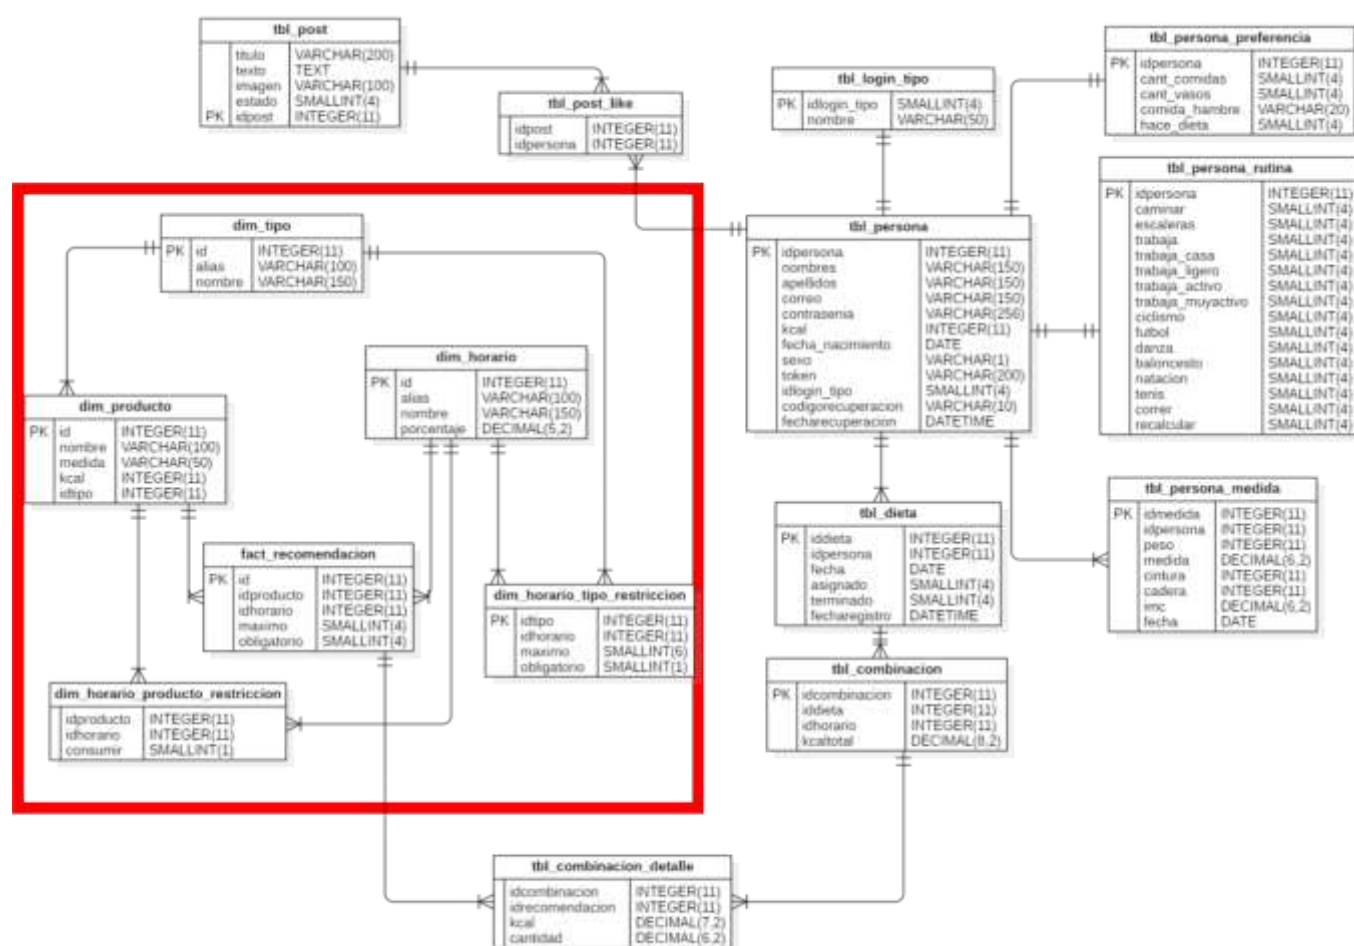 tbl_post
titulo VARCHAR(200)
texto TEXT
imagen VARCHAR(100)
estado SMALLINT(4)
PK idpost INTEGER(11)
tbl_post_like
idpost INTEGER(11)
idpersona INTEGER(11)
tbl_login_tipo
PK idlogin_tipo SMALLINT(4)
nombre VARCHAR(50)
tbl_persona_preferencia
PK idpersona INTEGER(11)
cant_comidas SMALLINT(4)
cant_vasos SMALLINT(4)
comida_hambre VARCHAR(20)
hace_dieta SMALLINT(4)
tbl_persona_rutina
PK idpersona INTEGER(11)
caminar SMALLINT(4)
escaleras SMALLINT(4)
trabaja SMALLINT(4)
trabaja_casa SMALLINT(4)
trabaja_ligero SMALLINT(4)
trabaja_activo SMALLINT(4)
trabaja_muyactivo SMALLINT(4)
ciclismo SMALLINT(4)
futbol SMALLINT(4)
danza SMALLINT(4)
baloncesto SMALLINT(4)
natacion SMALLINT(4)
tenis SMALLINT(4)
correr SMALLINT(4)
recalcular SMALLINT(4)
tbl_persona
PK idpersona INTEGER(11)
nombres VARCHAR(150)
apellidos VARCHAR(150)
correo VARCHAR(150)
contrasenia VARCHAR(256)
kcal INTEGER(11)
fecha_nacimiento DATE
sexo VARCHAR(1)
token VARCHAR(200)
idlogin_tipo SMALLINT(4)
codigorecuperacion VARCHAR(10)
fecharecuperacion DATETIME
dim_tipo
PK id INTEGER(11)
alias VARCHAR(100)
nombre VARCHAR(150)
dim_horario
PK id INTEGER(11)
alias VARCHAR(100)
nombre VARCHAR(150)
porcentaje DECIMAL(5,2)
dim_producto
PK id INTEGER(11)
nombre VARCHAR(100)
medida VARCHAR(50)
kcal INTEGER(11)
idtipo INTEGER(11)
fact_recomendacion
PK id INTEGER(11)
idproducto INTEGER(11)
idhorario INTEGER(11)
maximo SMALLINT(4)
obligatorio SMALLINT(4)
dim_horario_tipo_restriccion
PK idtipo INTEGER(11)
idhorario INTEGER(11)
maximo SMALLINT(6)
obligatorio SMALLINT(1)
dim_horario_producto_restriccion
idproducto INTEGER(11)
idhorario INTEGER(11)
consumir SMALLINT(1)
tbl_dieta
PK iddieta INTEGER(11)
idpersona INTEGER(11)
fecha DATE
asignado SMALLINT(4)
terminado SMALLINT(4)
fecharegistro DATETIME
tbl_persona_medida
PK idmedida INTEGER(11)
idpersona INTEGER(11)
peso INTEGER(11)
medida DECIMAL(6,2)
cintura INTEGER(11)
cadera INTEGER(11)
imc DECIMAL(6,2)
fecha DATE
tbl_combinacion
PK idcombinacion INTEGER(11)
iddieta INTEGER(11)
idhorario INTEGER(11)
kcaltotal DECIMAL(8,2)
tbl_combinacion_detalle
idcombinacion INTEGER(11)
idrecomendacion INTEGER(11)
kcal DECIMAL(7,2)
cantidad DECIMAL(6,2)